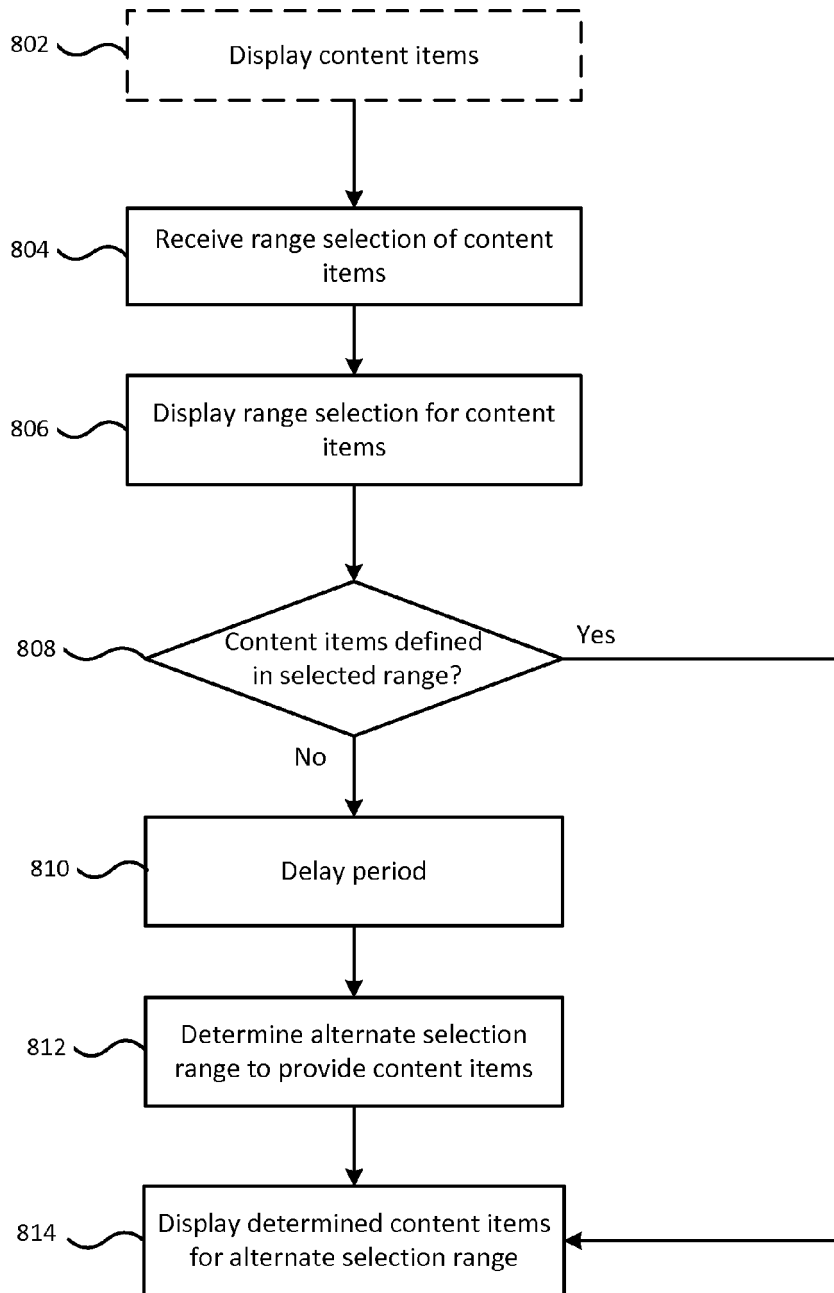 802
Display content items
804
Receive range selection of content
items
806
Display range selection for content
items
808
Content items defined
in selected range?
Yes
No
810
Delay period
812
Determine alternate selection
range to provide content items
814
Display determined content items
for alternate selection range